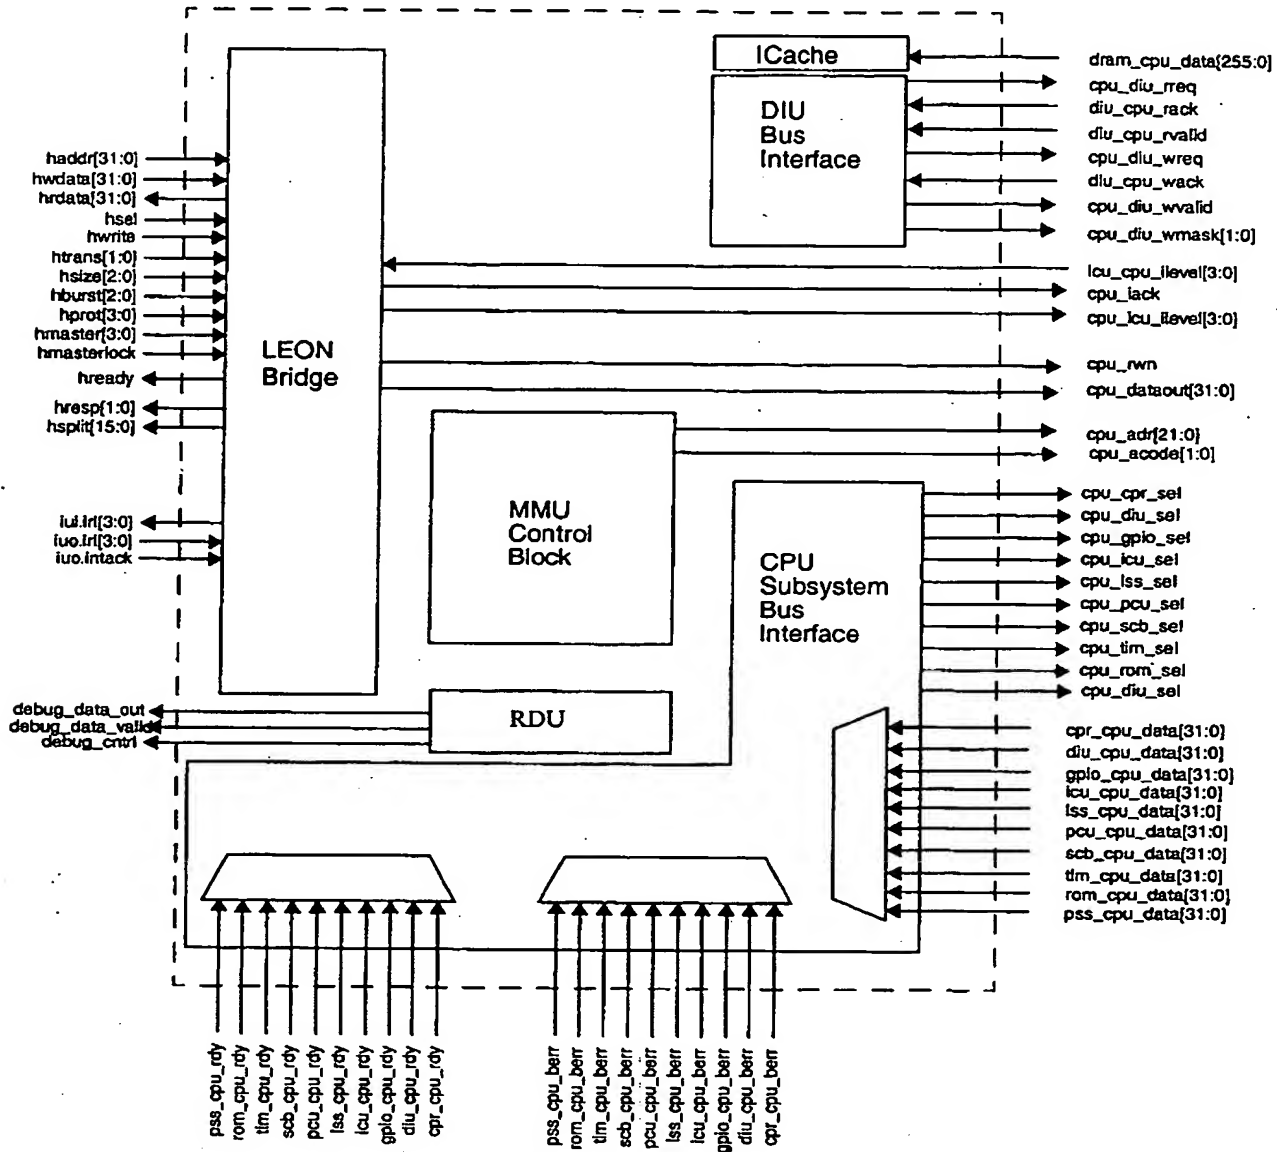 ICache
dram_cpu_data[255:0]
DIU
Bus
Interface
cpu_diu_rreq
diu_cpu_rack
diu_cpu_rvalid
cpu_diu_wreq
diu_cpu_wack
cpu_diu_wvalid
cpu_diu_wmask[1:0]
haddr[31:0]
hwdata[31:0]
hrdata[31:0]
hsel
hwrite
htrans[1:0]
hsize[2:0]
hburst[2:0]
hprot[3:0]
hmaster[3:0]
hmasterlock
hready
hresp[1:0]
hsplit[15:0]
iui.irl[3:0]
iuo.irl[3:0]
iuo.intack
LEON
Bridge
icu_cpu_ilevel[3:0]
cpu_iack
cpu_icu_ilevel[3:0]
cpu_rwn
cpu_dataout[31:0]
cpu_adr[21:0]
cpu_acode[1:0]
MMU
Control
Block
CPU
Subsystem
Bus
Interface
cpu_cpr_sel
cpu_diu_sel
cpu_gpio_sel
cpu_icu_sel
cpu_lss_sel
cpu_pcu_sel
cpu_scb_sel
cpu_tim_sel
cpu_rom_sel
cpu_diu_sel
debug_data_out
debug_data_valid
debug_cntrl
RDU
cpr_cpu_data[31:0]
diu_cpu_data[31:0]
gpio_cpu_data[31:0]
icu_cpu_data[31:0]
lss_cpu_data[31:0]
pcu_cpu_data[31:0]
scb_cpu_data[31:0]
tim_cpu_data[31:0]
rom_cpu_data[31:0]
pss_cpu_data[31:0]
pss_cpu_rdy
rom_cpu_rdy
tim_cpu_rdy
scb_cpu_rdy
pcu_cpu_rdy
lss_cpu_rdy
icu_cpu_rdy
gpio_cpu_rdy
diu_cpu_rdy
cpr_cpu_rdy
pss_cpu_berr
rom_cpu_berr
tim_cpu_berr
scb_cpu_berr
pcu_cpu_berr
lss_cpu_berr
icu_cpu_berr
gpio_cpu_berr
diu_cpu_berr
cpr_cpu_berr